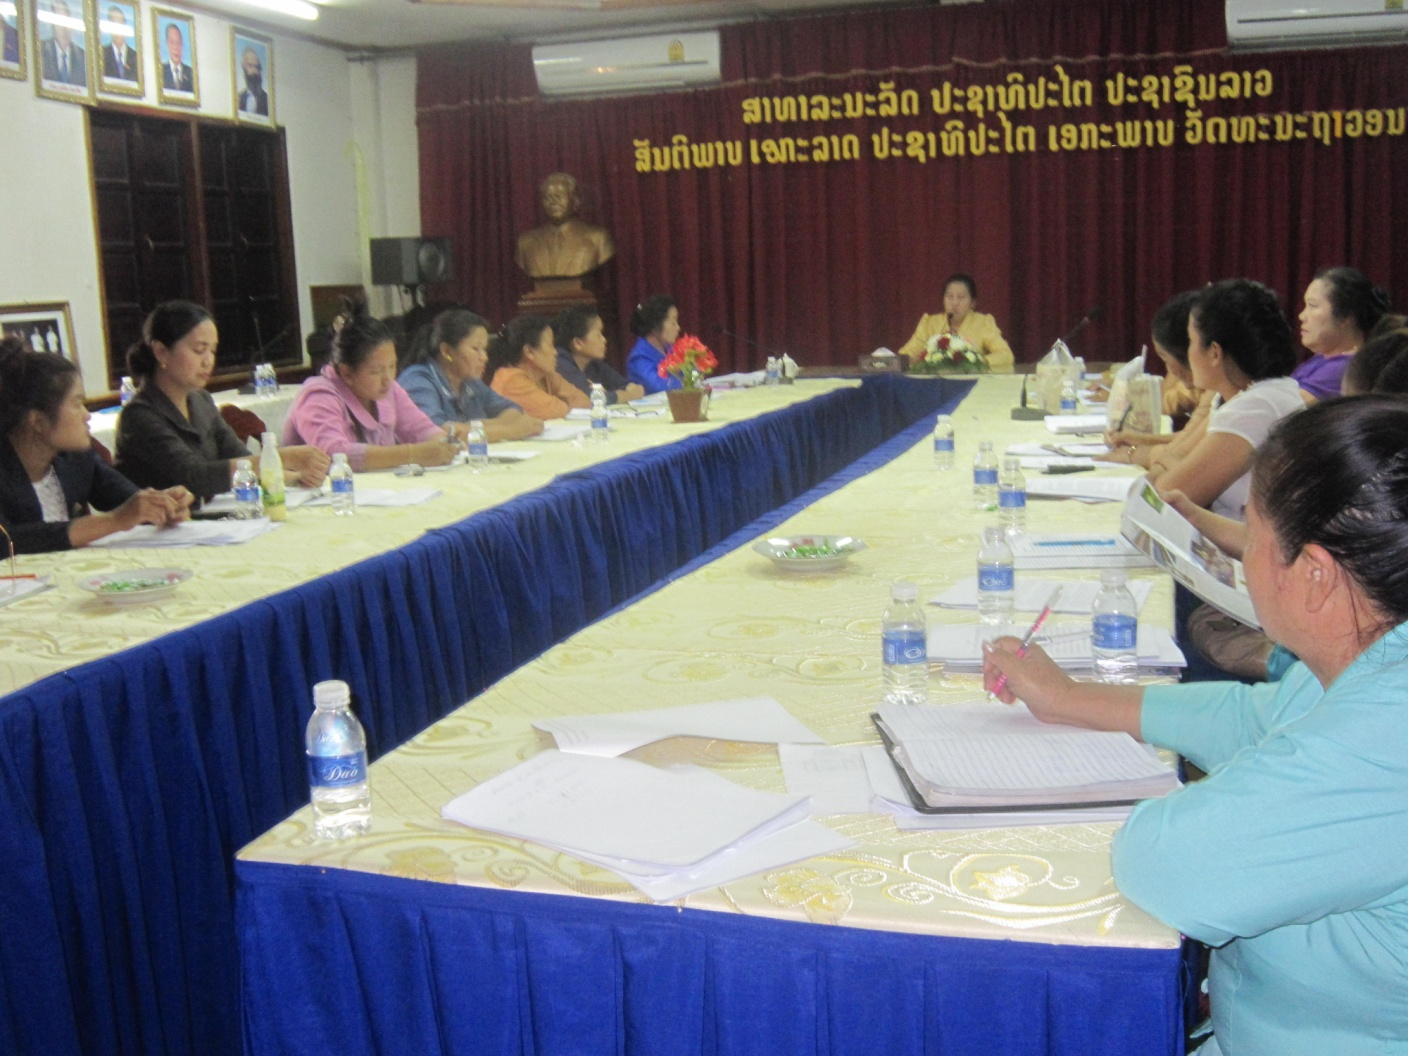 ສາທາລະນະລັດ ປະຊາທິປະໄຕ ປະຊາຊົນລາວ
ສັນຕິພາບ ເອກະລາດ ປະຊາທິປະໄຕ ເອກະພາບ ວັດທະນະຖາວອນ
Dao